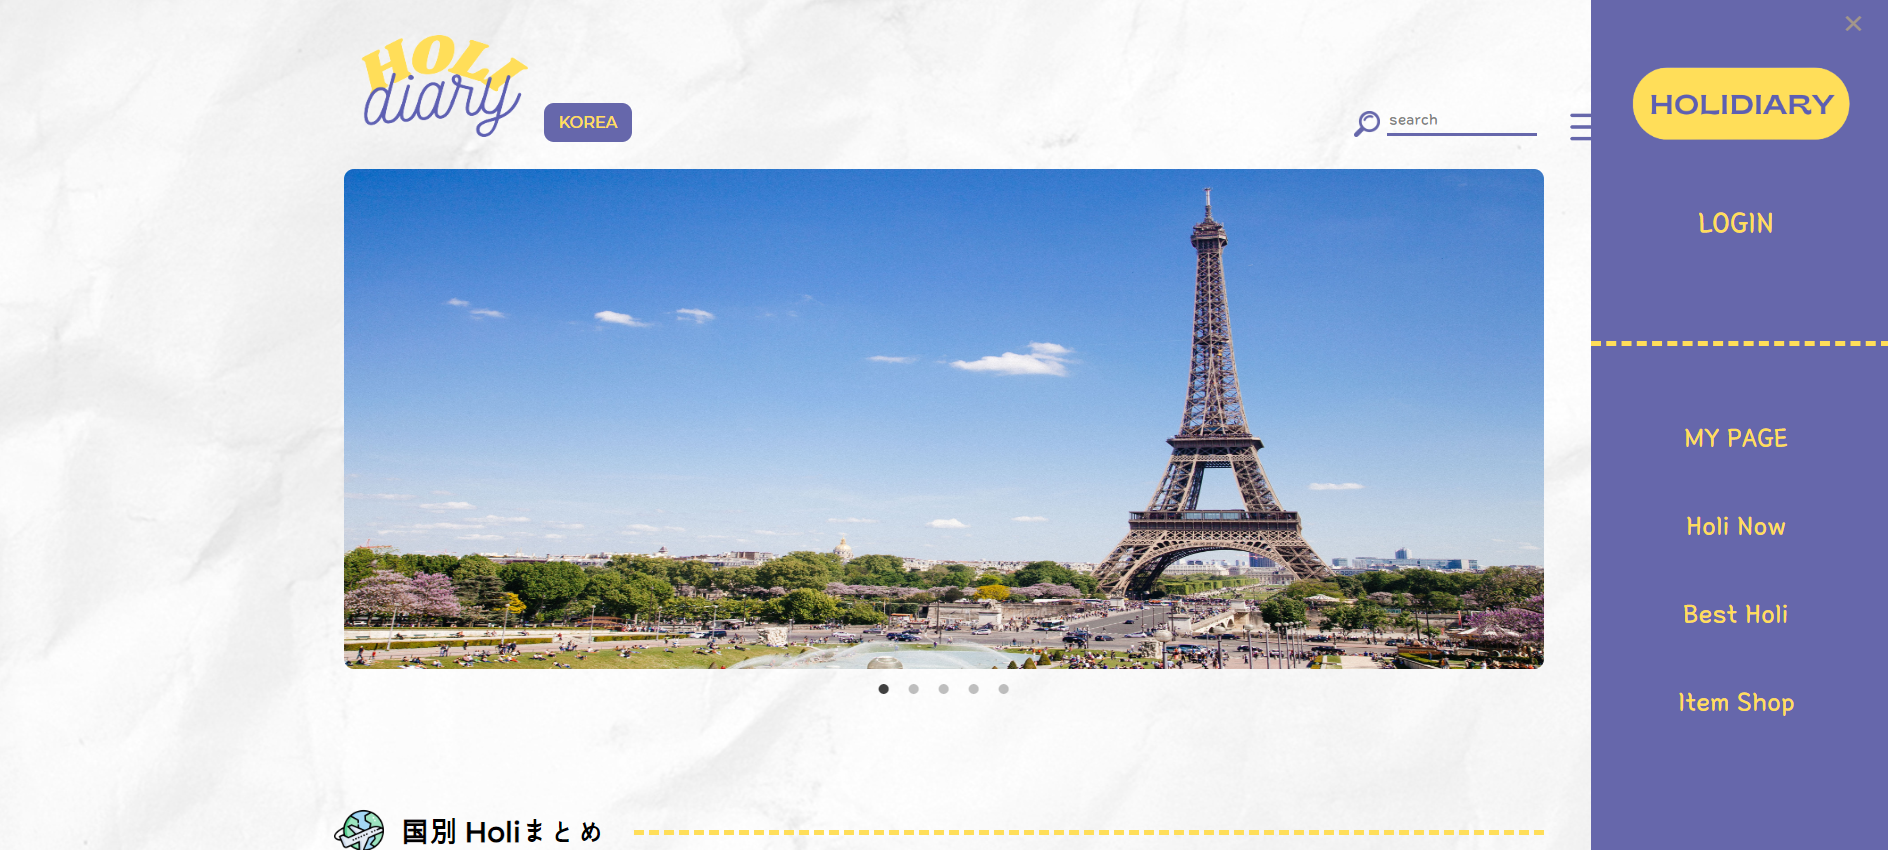 HOLI
diary
KOREA
search
HOLIDIARY
LOGIN
MY PAGE
Holi Now
Best Holi
Item Shop
国別 Holiまとめ